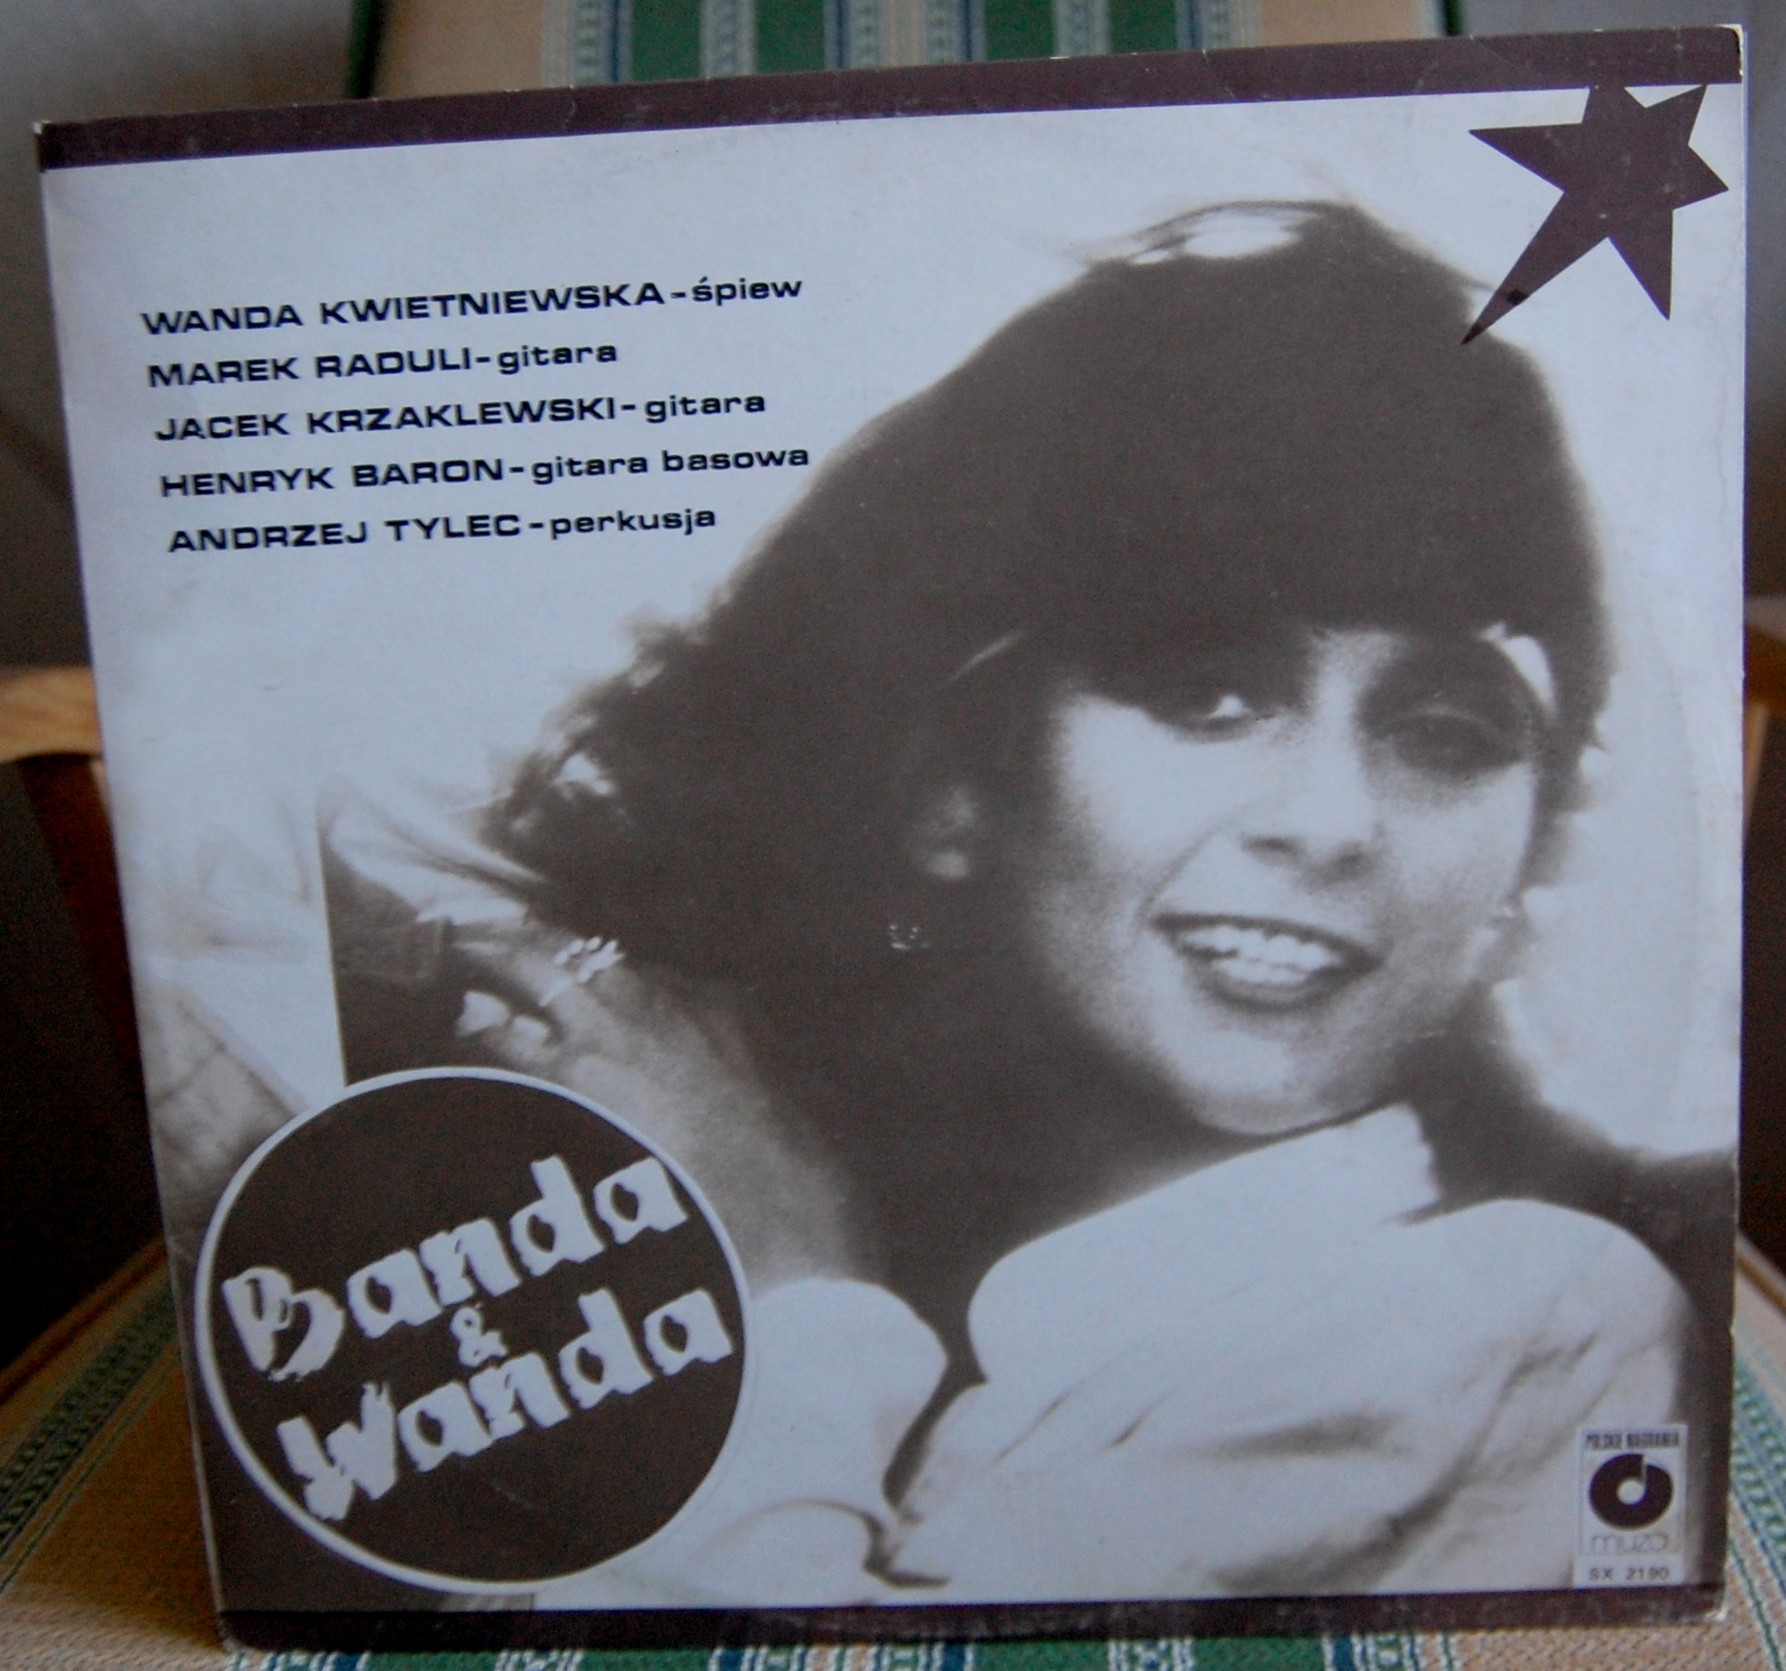 WANDA KWIETNIEWSKA-śpiew
MAREK RADULI-gitara
JACEK KRZAKLEWSKI-gitara
HENRYK BARON-gitara basowa
ANDRZEJ TYLEC-perkusja
Banda
&
Wanda
POLSKIE NAGRANIA
muza
SX 2190